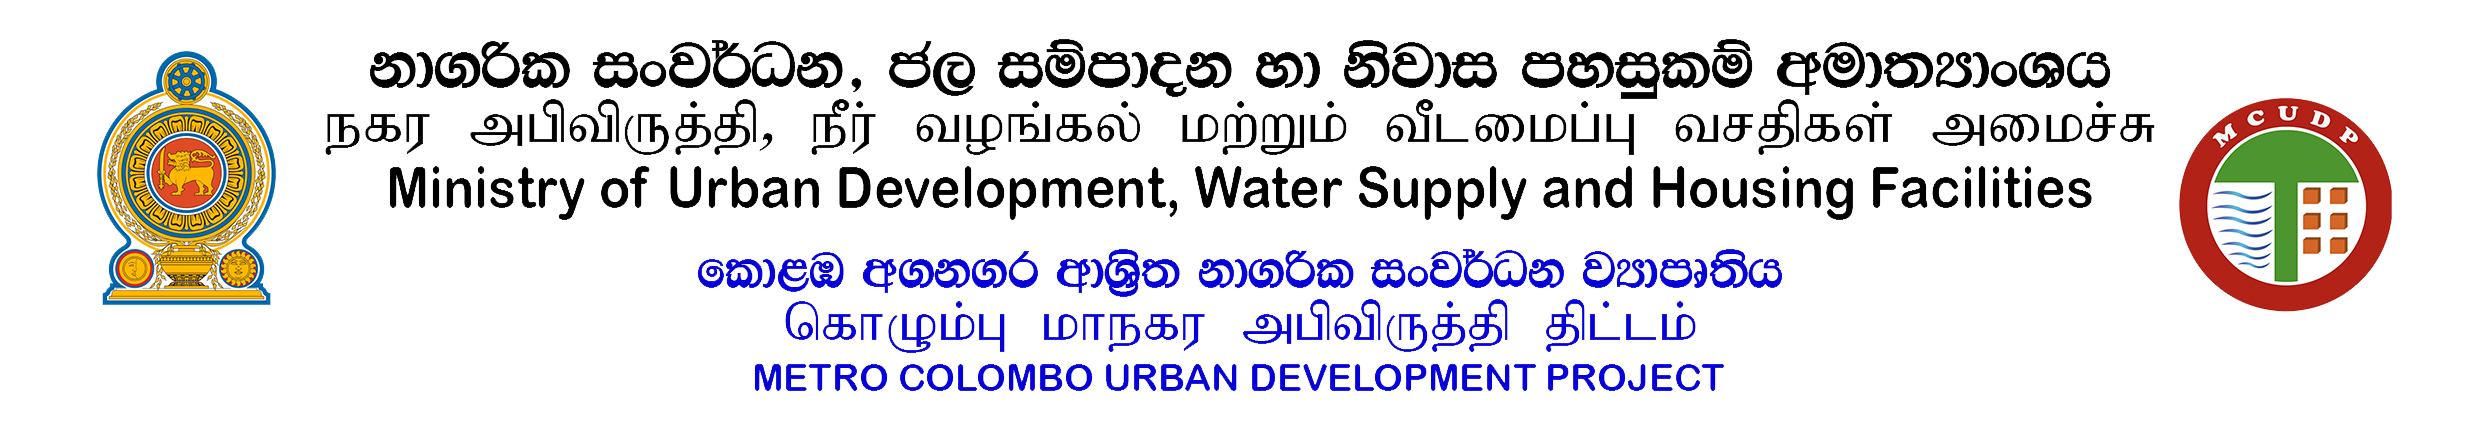 නාගරික සංවර්ධන, ජල සම්පාදන හා නිවාස පහසුකම් අමාත්‍යාංශය
நகர அபிவிருத்தி, நீர் வழங்கல் மற்றும் வீடமைப்பு வசதிகள் அமைச்சு
Ministry of Urban Development, Water Supply and Housing Facilities
MCUDP
කොළඹ අගනගර ආශ්‍රිත නාගරික සංවර්ධන ව්‍යාපෘතිය
கொழும்பு மாநகர அபிவிருத்தி திட்டம்
METRO COLOMBO URBAN DEVELOPMENT PROJECT